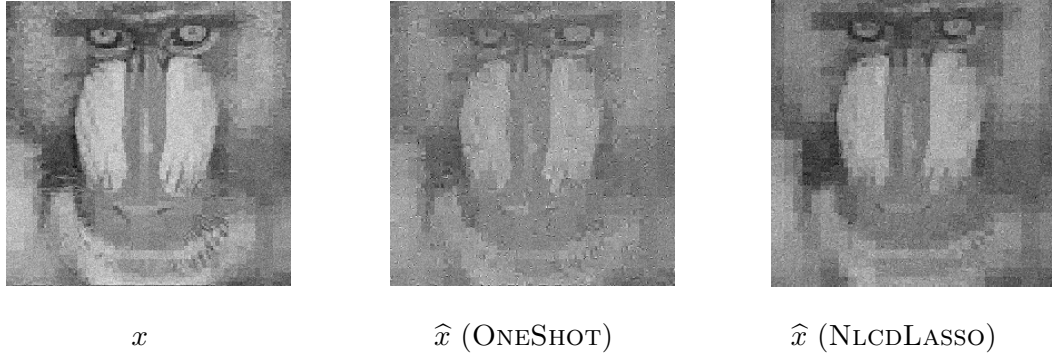 x
x̂ (ONESHOT)
x̂ (NLCDLASSO)